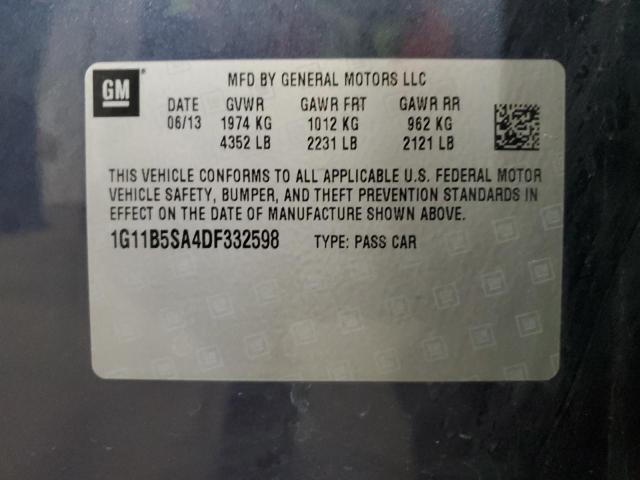 GM
MFD BY GENERAL MOTORS LLC
DATE GVWR GAWR FRT GAWR RR
06/13 1974 KG 1012 KG 962 KG
4352 LB 2231 LB 2121 LB
THIS VEHICLE CONFORMS TO ALL APPLICABLE U.S. FEDERAL MOTOR
VEHICLE SAFETY, BUMPER, AND THEFT PREVENTION STANDARDS IN
EFFECT ON THE DATE OF MANUFACTURE SHOWN ABOVE.
1G11B5SA4DF332598 TYPE: PASS CAR